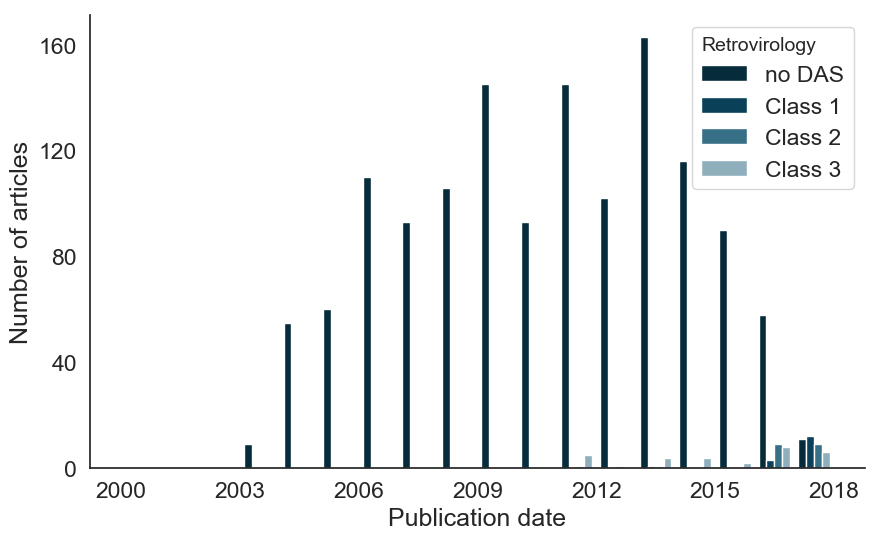 Retrovirology
no DAS
Class 1
Class 2
Class 3
Number of articles
160
120
80
40
0
2000 2003 2006 2009 2012 2015 2018
Publication date